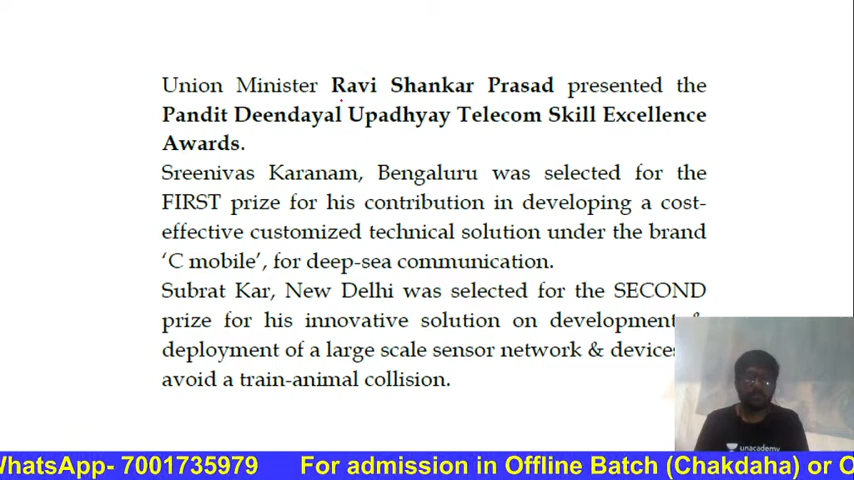 Union Minister Ravi Shankar Prasad presented the
Pandit Deendayal Upadhyay Telecom Skill Excellence
Awards.
Sreenivas Karanam, Bengaluru was selected for the
FIRST prize for his contribution in developing a cost-
effective customized technical solution under the brand
‘C mobile’, for deep-sea communication.
Subrat Kar, New Delhi was selected for the SECOND
prize for his innovative solution on development
deployment of a large scale sensor network & devices
avoid a train-animal collision.
unacademy
WhatsApp- 7001735979 For admission in Offline Batch (Chakdaha) or O